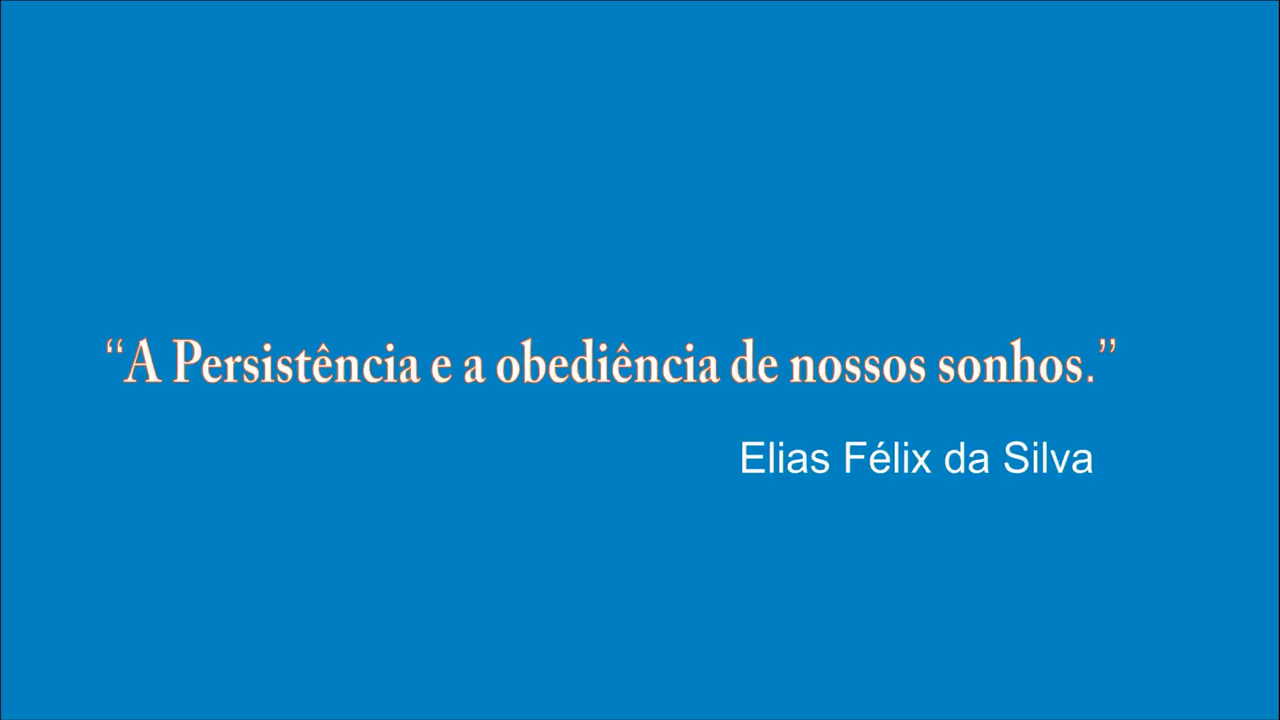 “A Persistência e a obediência de nossos sonhos.”
Elias Félix da Silva